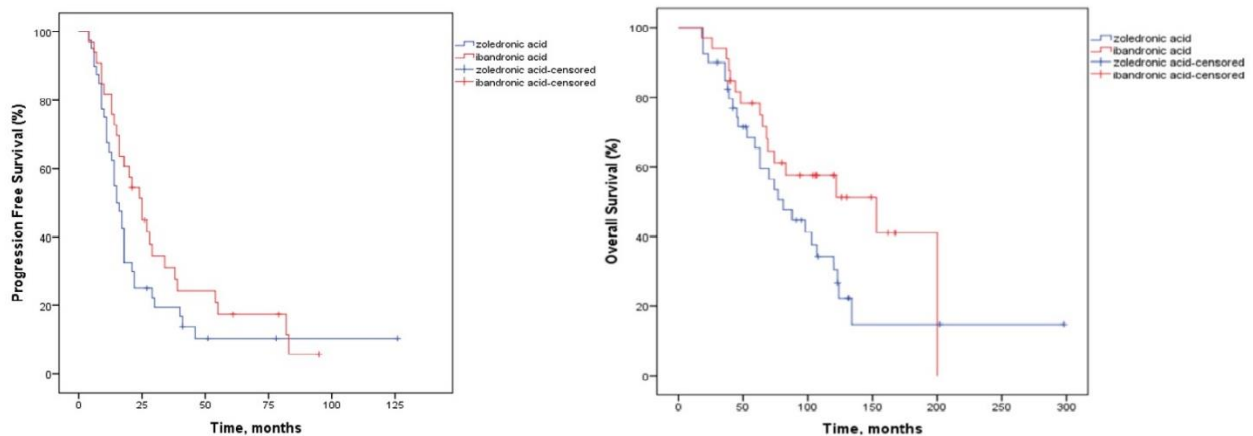 zoledronic acid
ibandronic acid
zoledronic acid-censored
ibandronic acid-censored
Progression Free Survival (%)
100
80
60
40
20
0
0 25 50 75 100 125
Time, months
zoledronic acid
ibandronic acid
zoledronic acid-censored
ibandronic acid-censored
Overall Survival (%)
100
80
60
40
20
0
0 50 100 150 200 250 300
Time, months